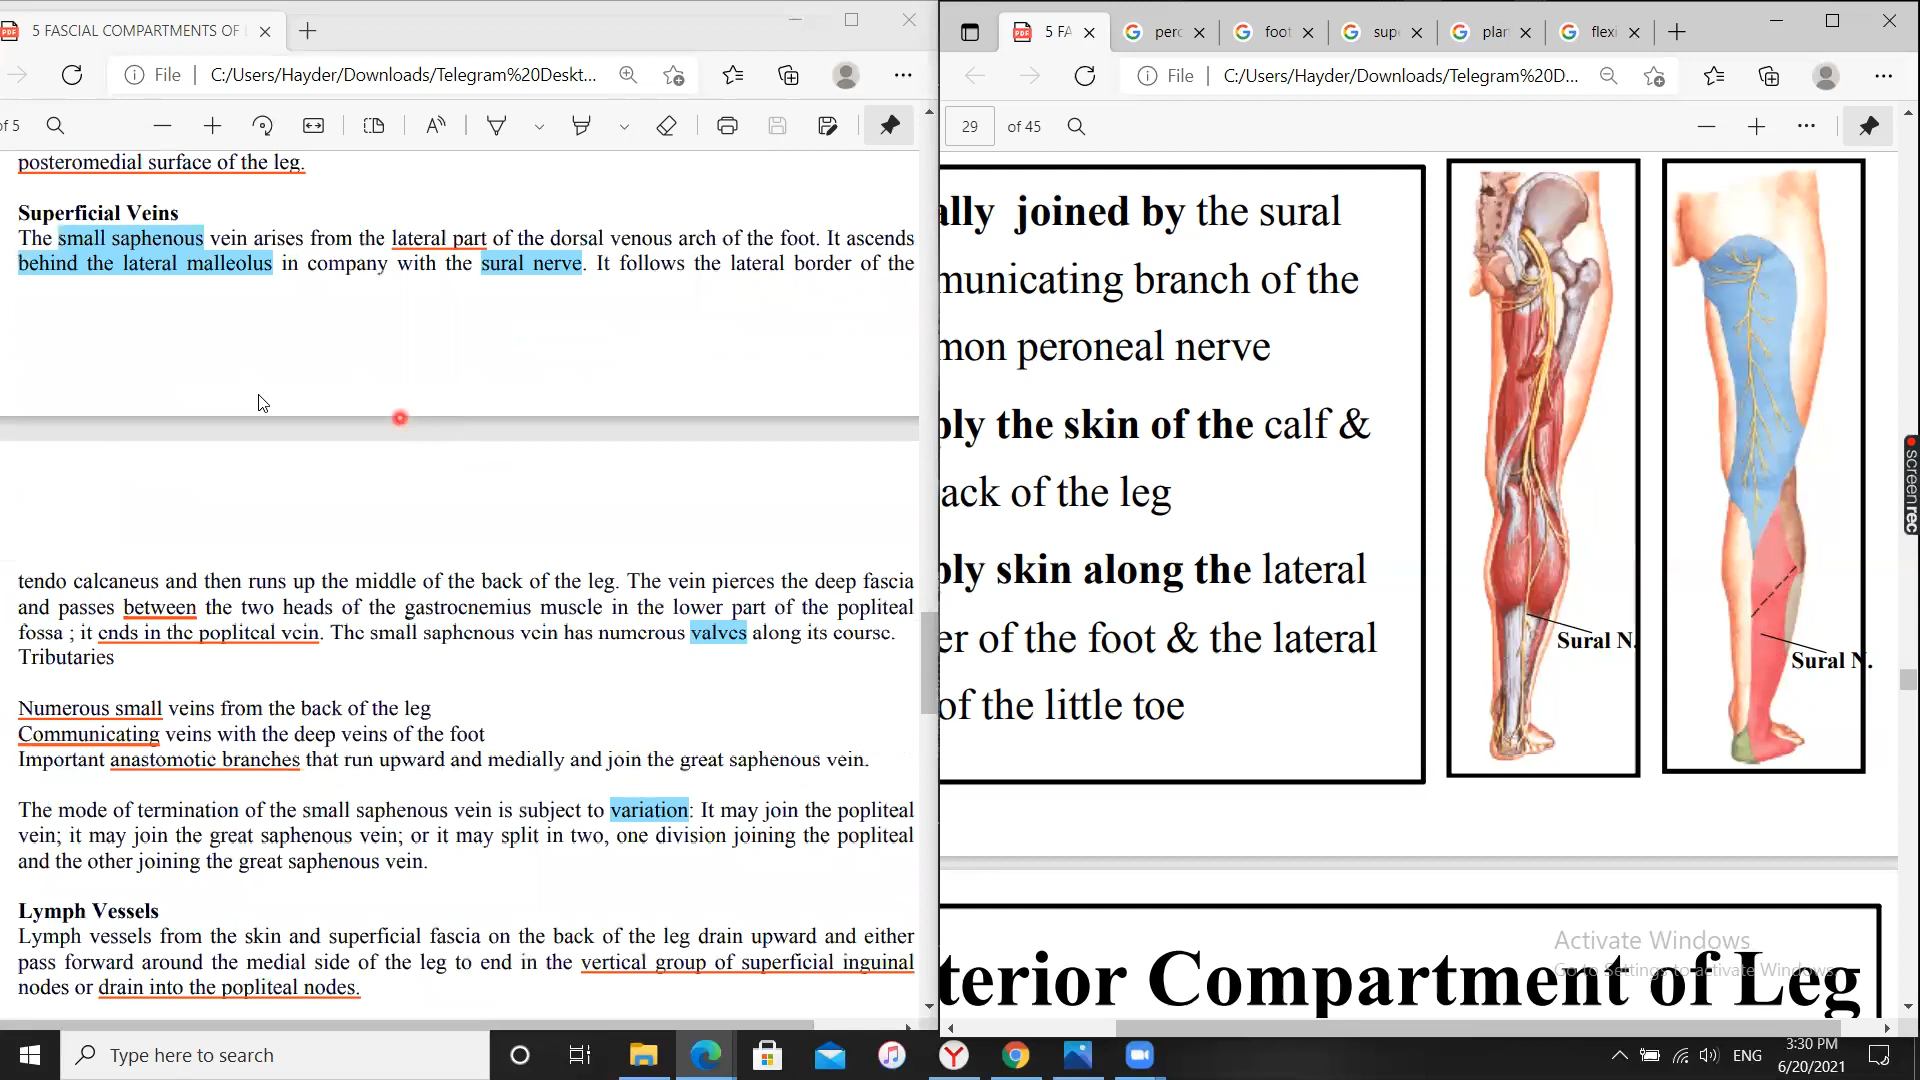 5 FASCIAL COMPARTMENTS OF
File
C:/Users/Hayder/Downloads/Telegram%20Deskt...
of 5
posteromedial surface of the leg.
Superficial Veins
The small saphenous vein arises from the lateral part of the dorsal venous arch of the foot. It ascends
behind the lateral malleolus in company with the sural nerve. It follows the lateral border of the
tendo calcaneus and then runs up the middle of the back of the leg. The vein pierces the deep fascia
and passes between the two heads of the gastrocnemius muscle in the lower part of the popliteal
fossa ; it ends in the popliteal vein. The small saphenous vein has numerous valves along its course.
Tributaries
Numerous small veins from the back of the leg
Communicating veins with the deep veins of the foot
Important anastomotic branches that run upward and medially and join the great saphenous vein.
The mode of termination of the small saphenous vein is subject to variation: It may join the popliteal
vein; it may join the great saphenous vein; or it may split in two, one division joining the popliteal
and the other joining the great saphenous vein.
Lymph Vessels
Lymph vessels from the skin and superficial fascia on the back of the leg drain upward and either
pass forward around the medial side of the leg to end in the vertical group of superficial inguinal
nodes or drain into the popliteal nodes.
5 FA
perc
foot
supe
plan
flexi
File
C:/Users/Hayder/Downloads/Telegram%20D...
29 of 45
ally joined by the sural
municating branch of the
mon peroneal nerve
ply the skin of the calf &
ack of the leg
ply skin along the lateral
er of the foot & the lateral
of the little toe
Sural N.
Sural N.
terior Compartment of Leg
Activate Windows
Go to Settings to activate Windows.
screenrec
Type here to search
ENG
3:30 PM
6/20/2021